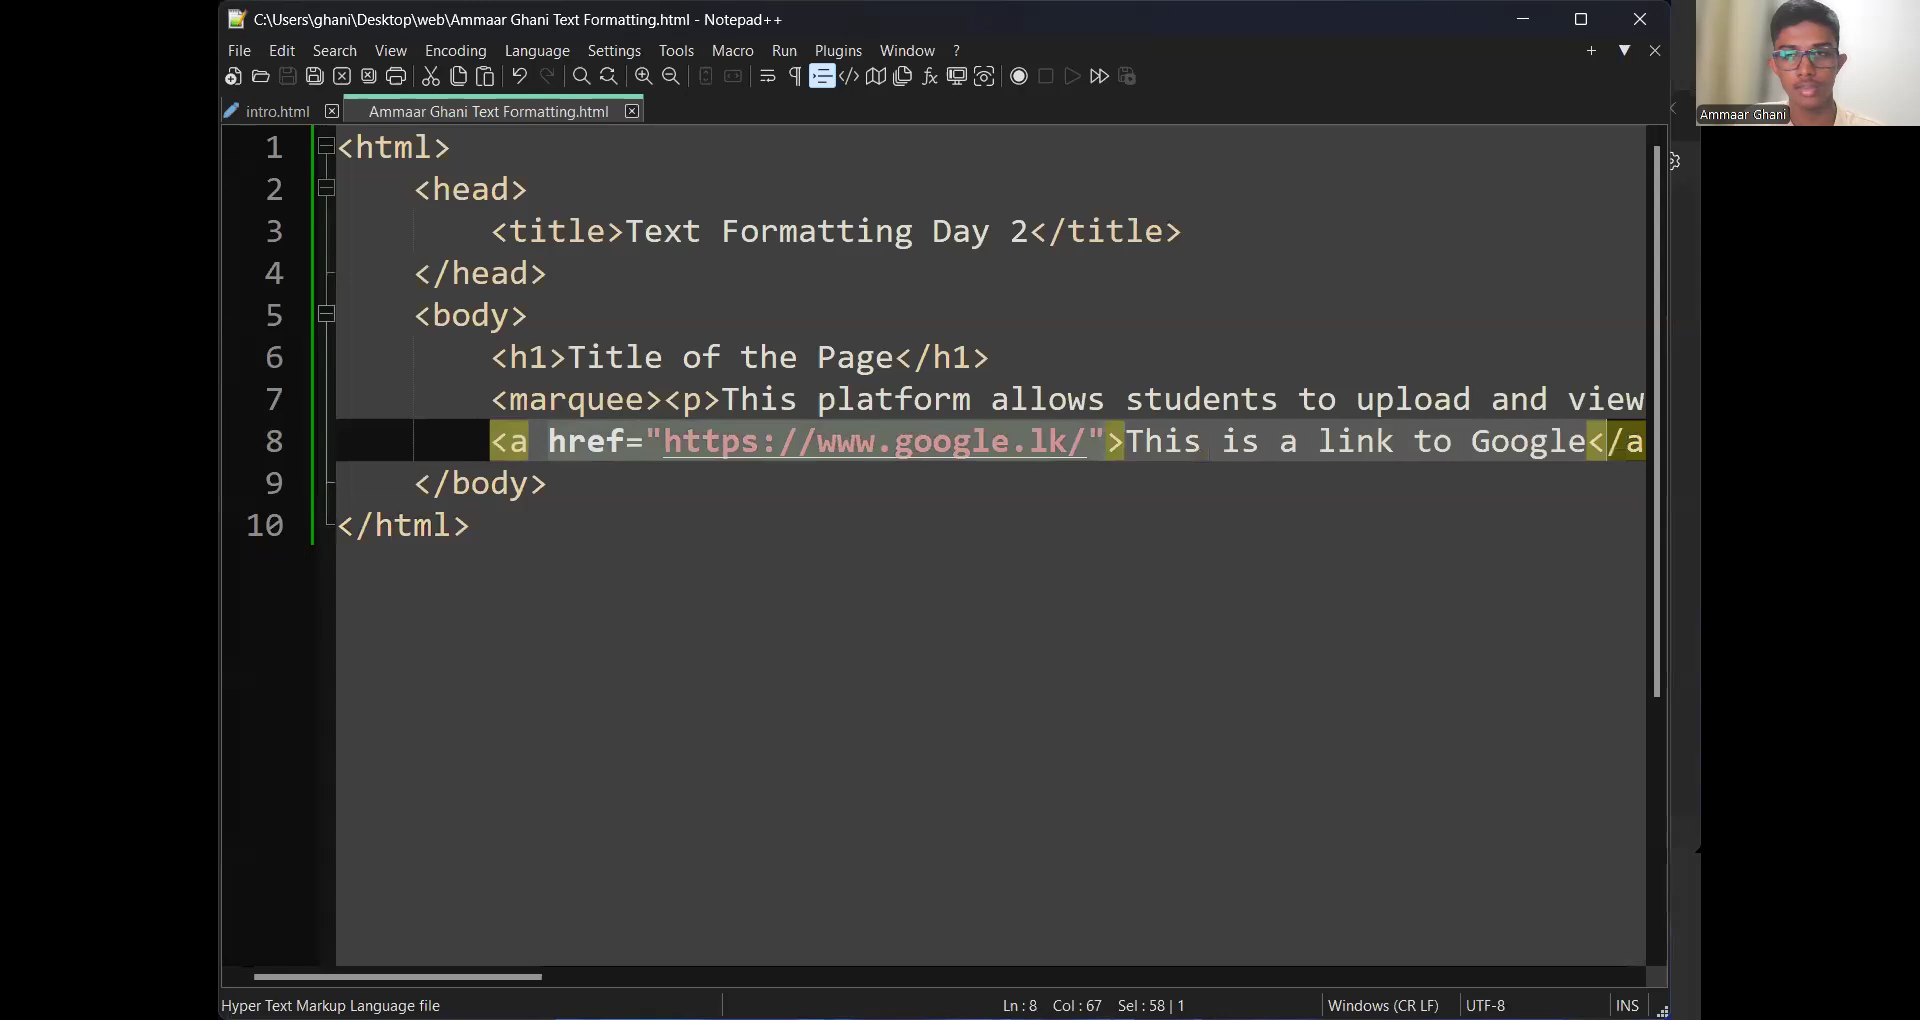 C:\Users\ghani\Desktop\web\Ammaar Ghani Text Formatting.html - Notepad++
File Edit Search View Encoding Language Settings Tools Macro Run Plugins Window ?
intro.html Ammaar Ghani Text Formatting.html
Ammaar Ghani
1 <html>
2 <head>
3 <title>Text Formatting Day 2</title>
4 </head>
5 <body>
6 <h1>Title of the Page</h1>
7 <marquee><p>This platform allows students to upload and view
8 <a href="https://www.google.lk/">This is a link to Google</a
9 </body>
10 </html>
Hyper Text Markup Language file Ln : 8 Col : 67 Sel : 58 | 1 Windows (CR LF) UTF-8 INS